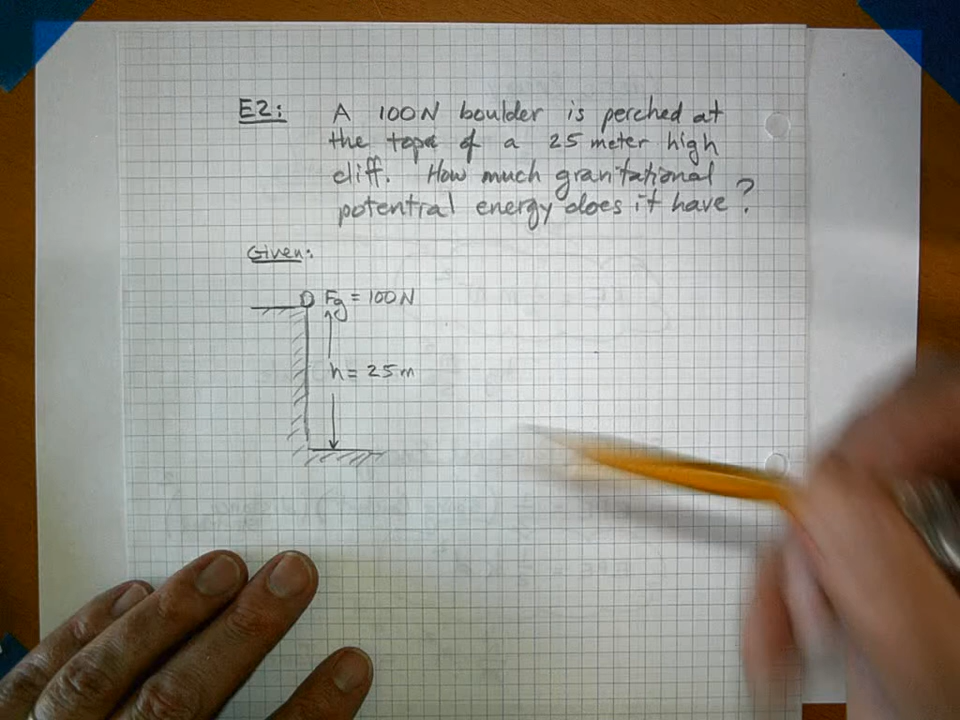 E2: A 100N boulder is perched at
the top of a 25 meter high
cliff. How much gravitational
potential energy does it have?
Given:
Fg = 100N
h = 25m